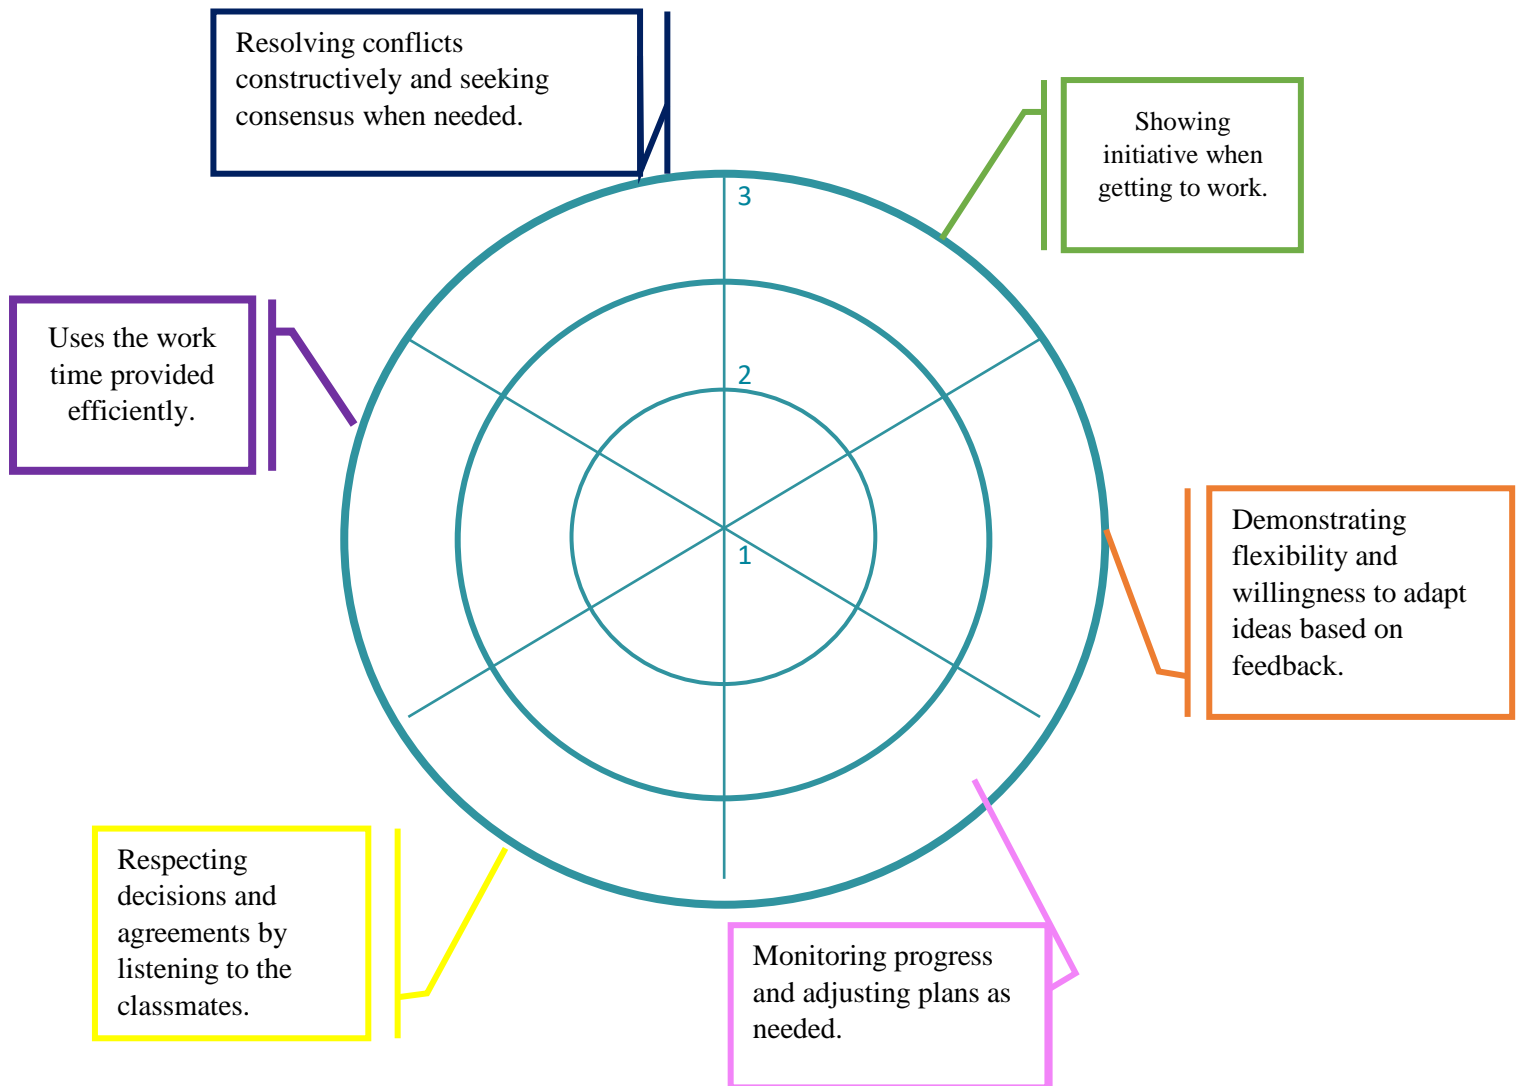 Resolving conflicts
constructively and seeking
consensus when needed.
Showing
initiative when
getting to work.
3
Uses the work
time provided
efficiently.
2
1
Demonstrating
flexibility and
willingness to adapt
ideas based on
feedback.
Respecting
decisions and
agreements by
listening to the
classmates.
Monitoring progress
and adjusting plans as
needed.